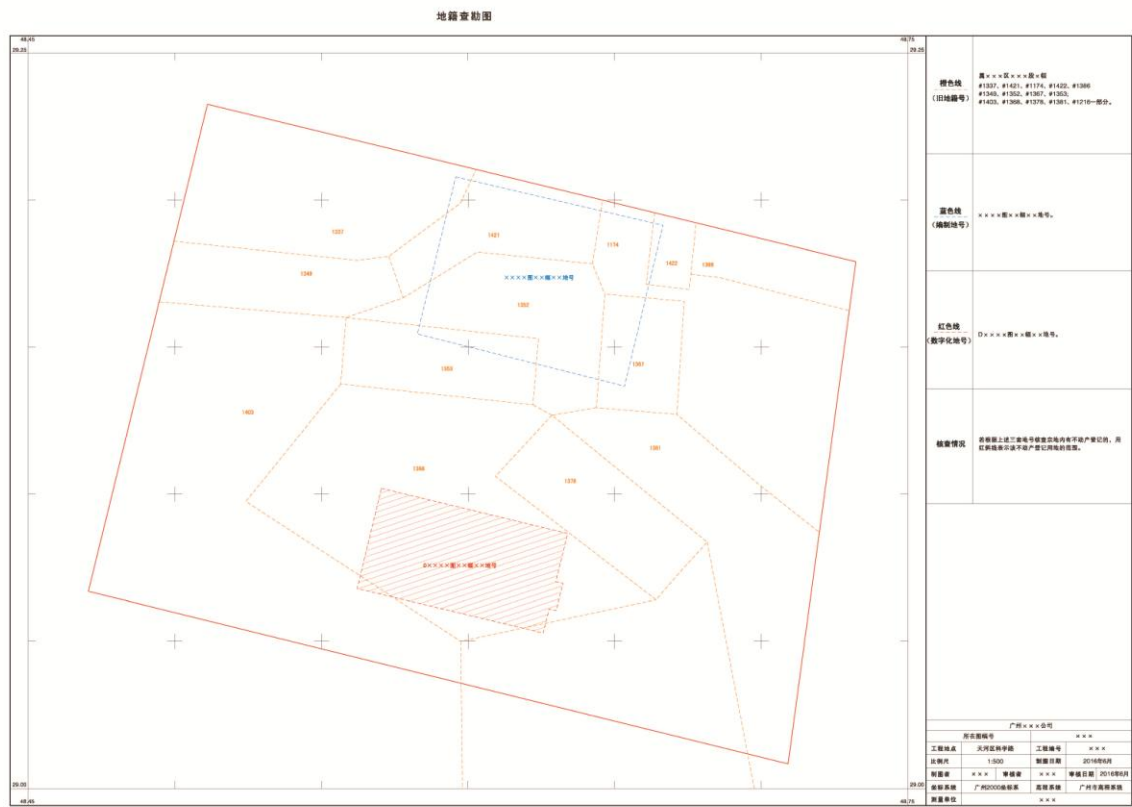 地籍查勘图
49.45
49.75
29.25
29.25
橙色线
(旧地籍号)
属×××区×××段×幅
#1337、#1421、#1174、#1422、#1386
#1349、#1352、#1367、#1353;
#1403、#1368、#1378、#1381、#1216一部分。
蓝色线
(编制地号)
××××图××幅××地号。
红色线
(数字化地号)
D××××图××幅××地号。
核查情况
若根据上述三套地号核查宗地内有不动产登记的，用
红斜线表示该不动产登记用地的范围。
1337
1421
1174
1422
1349
××××图××幅××地号
1352
1403
1381
1378
D××××图××幅××地号
广州×××公司
所在图幅号
×××
工程地点
天河区科学路
工程编号
×××
比例尺
1:500
制图日期
2016年6月
制图者
×××
审核者
×××
审核日期
2016年6月
坐标系统
广州2000坐标系
高程系统
广州市高程系统
测量单位
×××
29.00
29.00
49.45
49.75